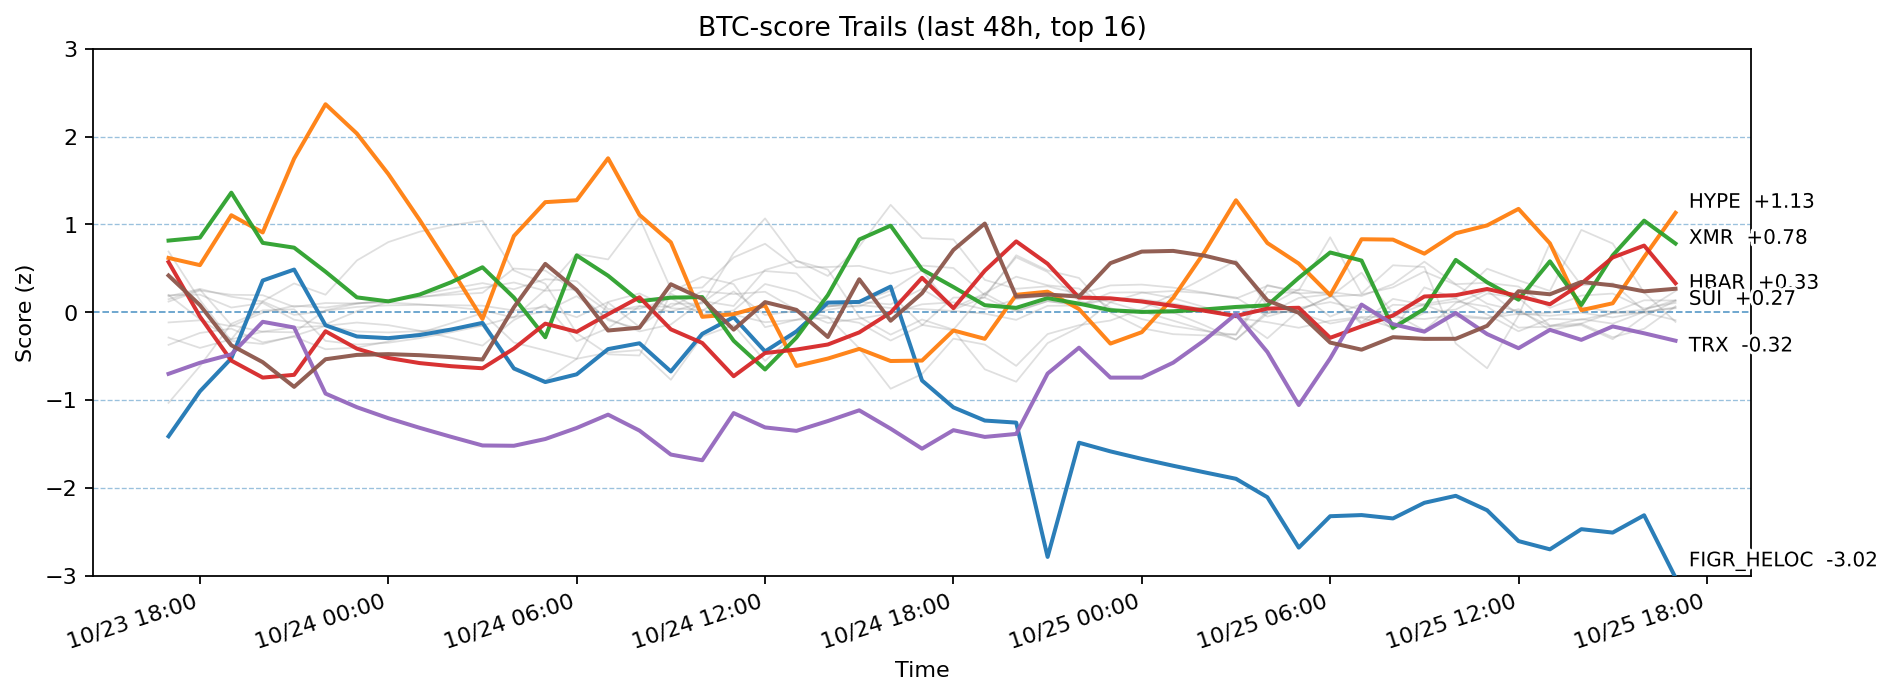 BTC-score Trails (last 48h, top 16)
Score (z)
3
2
1
0
−1
−2
−3
HYPE +1.13
XMR +0.78
HBAR +0.33
SUI +0.27
TRX -0.32
FIGR_HELOC -3.02
10/23 18:00
10/24 00:00
10/24 06:00
10/24 12:00
10/24 18:00
10/25 00:00
10/25 06:00
10/25 12:00
10/25 18:00
Time